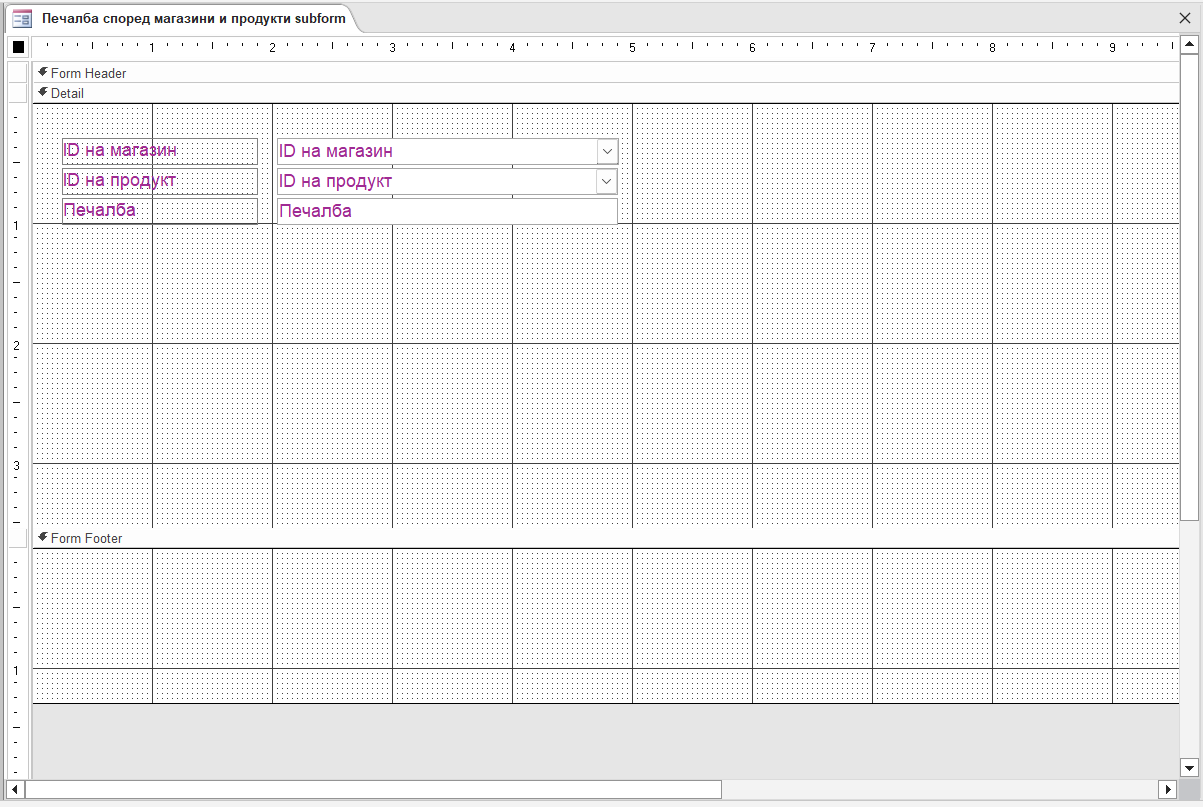 Печалба според магазини и продукти subform
1 2 3 4 5 6 7 8 9
Form Header
Detail
ID на магазин ID на магазин
ID на продукт ID на продукт
Печалба Печалба
1
2
3
Form Footer
1